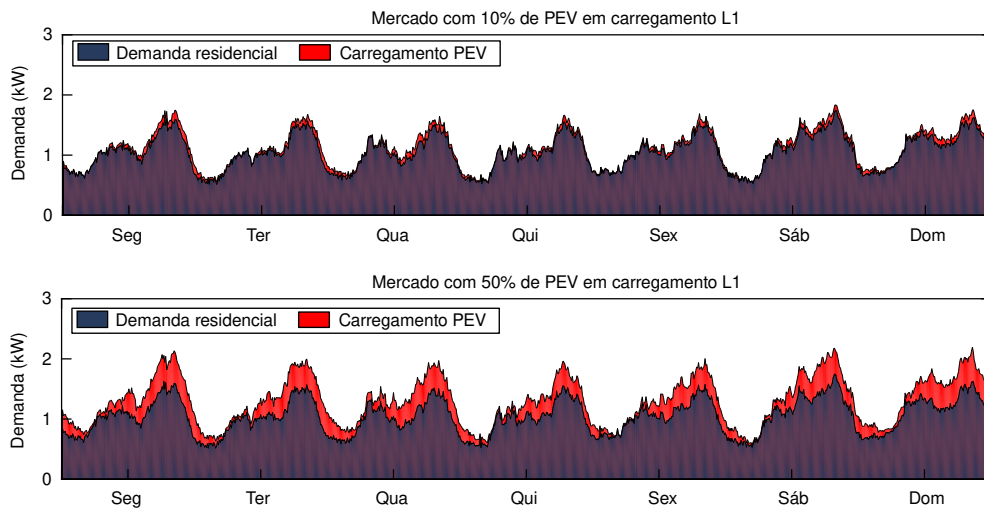 Mercado com 10% de PEV em carregamento L1
3
Demanda residencial Carregamento PEV
2
Demanda (kW)
1
0
Seg Ter Qua Qui Sex Sáb Dom
Mercado com 50% de PEV em carregamento L1
3
Demanda residencial Carregamento PEV
2
Demanda (kW)
1
0
Seg Ter Qua Qui Sex Sáb Dom